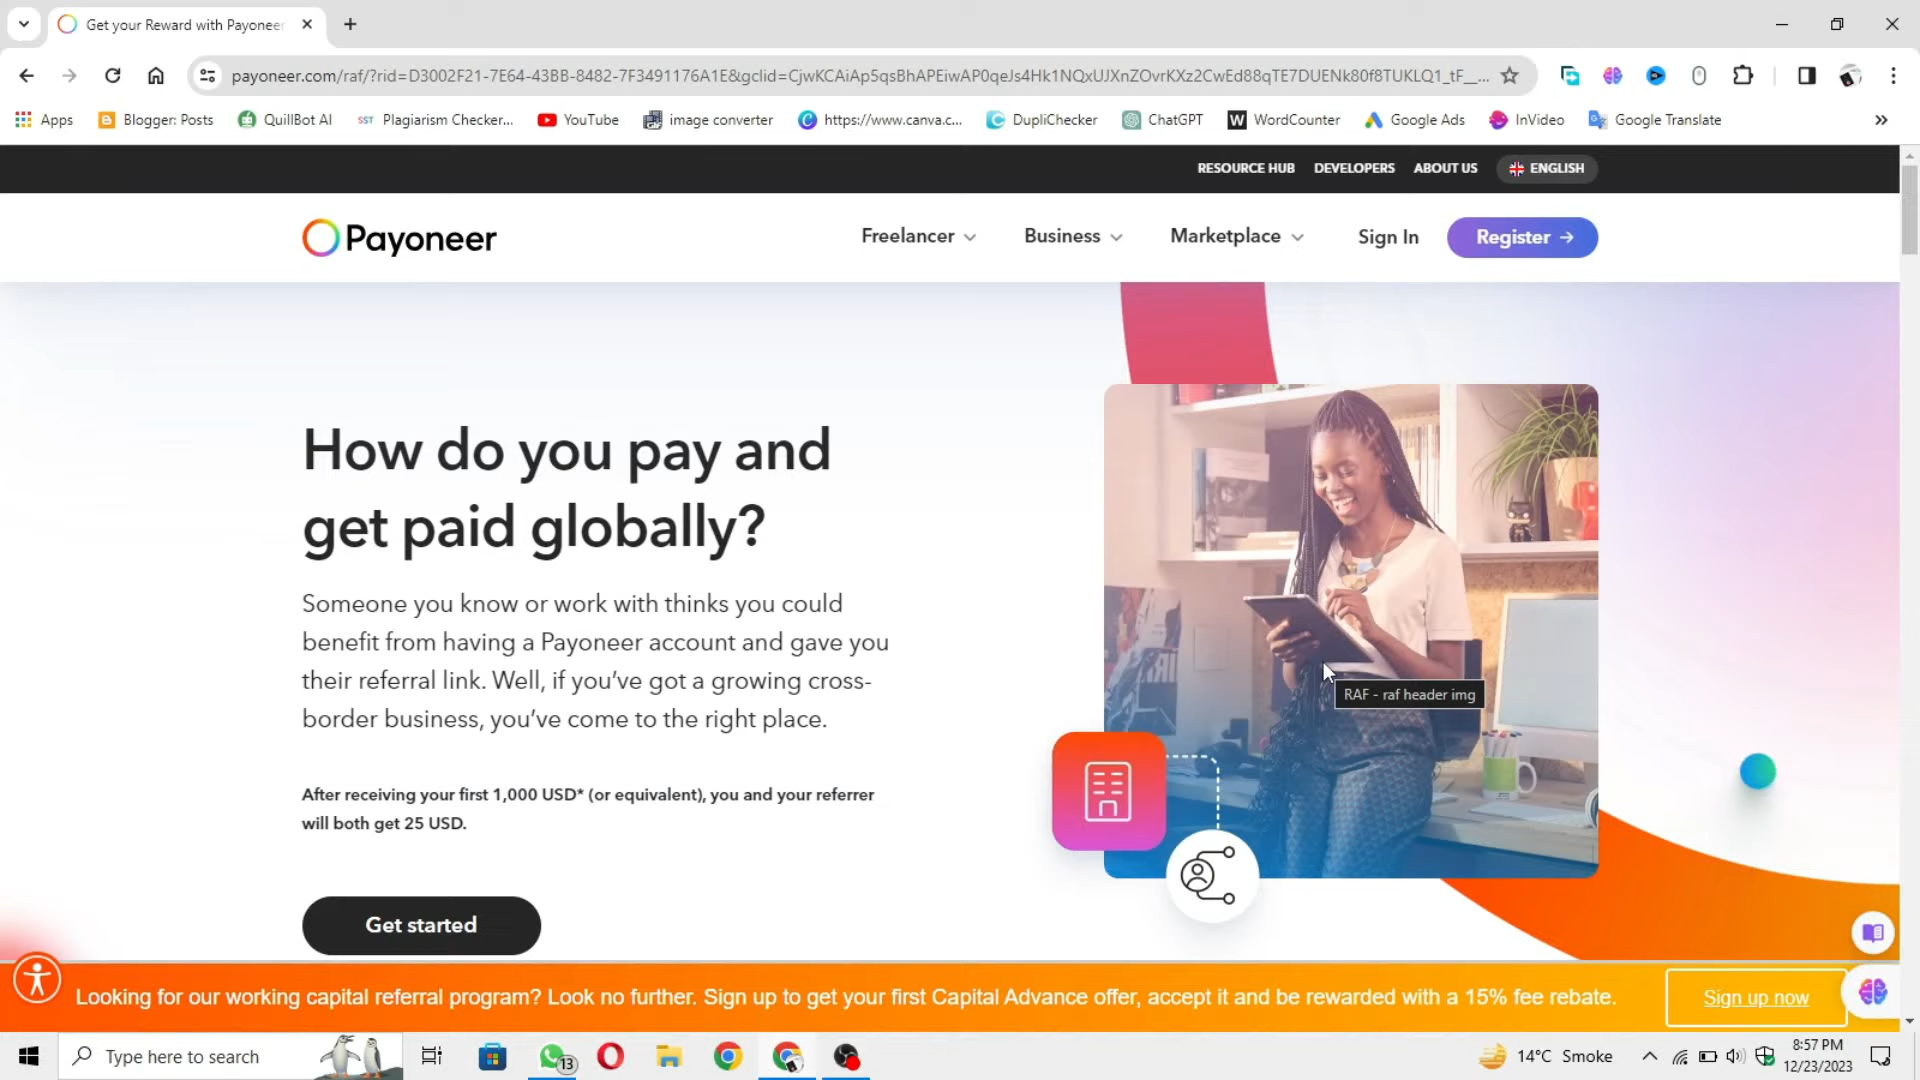 Get your Reward with Payoneer
payoneer.com/raf/?rid=D3002F21-7E64-43BB-8482-7F3491176A1E&gclid=CjwKCAiAp5qsBhAPEiwAP0qeJs4Hk1NQxUJXnZOvrKXz2CwEd88qTE7DUENk80f8TUKLQ1_tF__...
Apps
Blogger: Posts
QuillBot AI
SST
Plagiarism Checker...
YouTube
image converter
https://www.canva.c...
DupliChecker
ChatGPT
W
WordCounter
Google Ads
InVideo
Google Translate
RESOURCE HUB
DEVELOPERS
ABOUT US
ENGLISH
Payoneer
Freelancer
Business
Marketplace
Sign In
Register
How do you pay and
get paid globally?
Someone you know or work with thinks you could
benefit from having a Payoneer account and gave you
their referral link. Well, if you’ve got a growing cross-
border business, you’ve come to the right place.
After receiving your first 1,000 USD* (or equivalent), you and your referrer
will both get 25 USD.
Get started
RAF - raf header img
Looking for our working capital referral program? Look no further. Sign up to get your first Capital Advance offer, accept it and be rewarded with a 15% fee rebate.
Sign up now
Type here to search
13
14°C Smoke
8:57 PM
12/23/2023